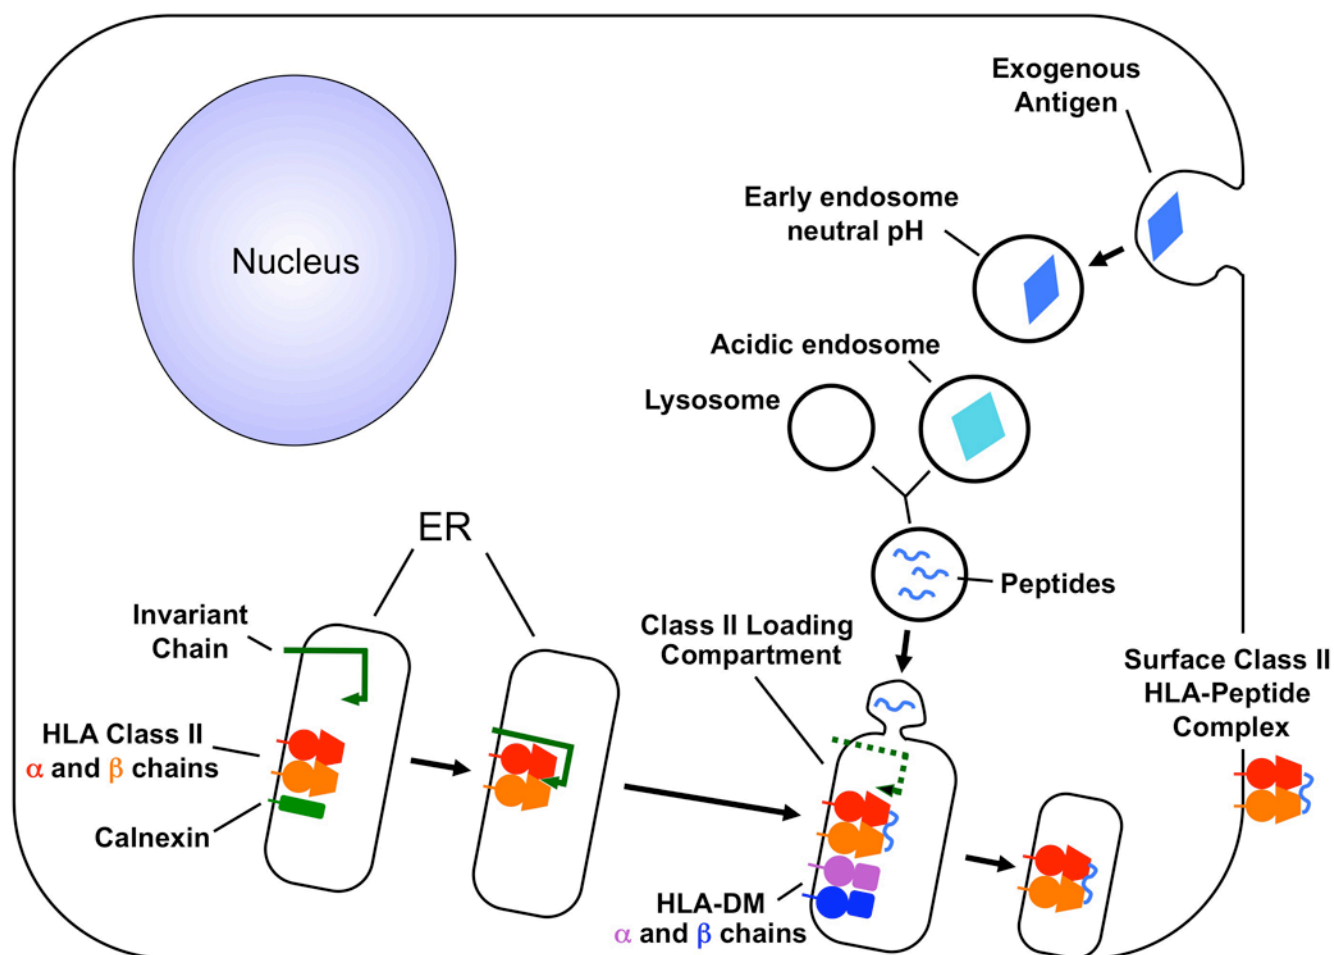 Exogenous
Antigen
Early endosome
neutral pH
Nucleus
Acidic endosome
Lysosome
ER
Peptides
Invariant
Chain
Class II Loading
Compartment
Surface Class II
HLA-Peptide
Complex
HLA Class II
α and β chains
Calnexin
HLA-DM
α and β chains